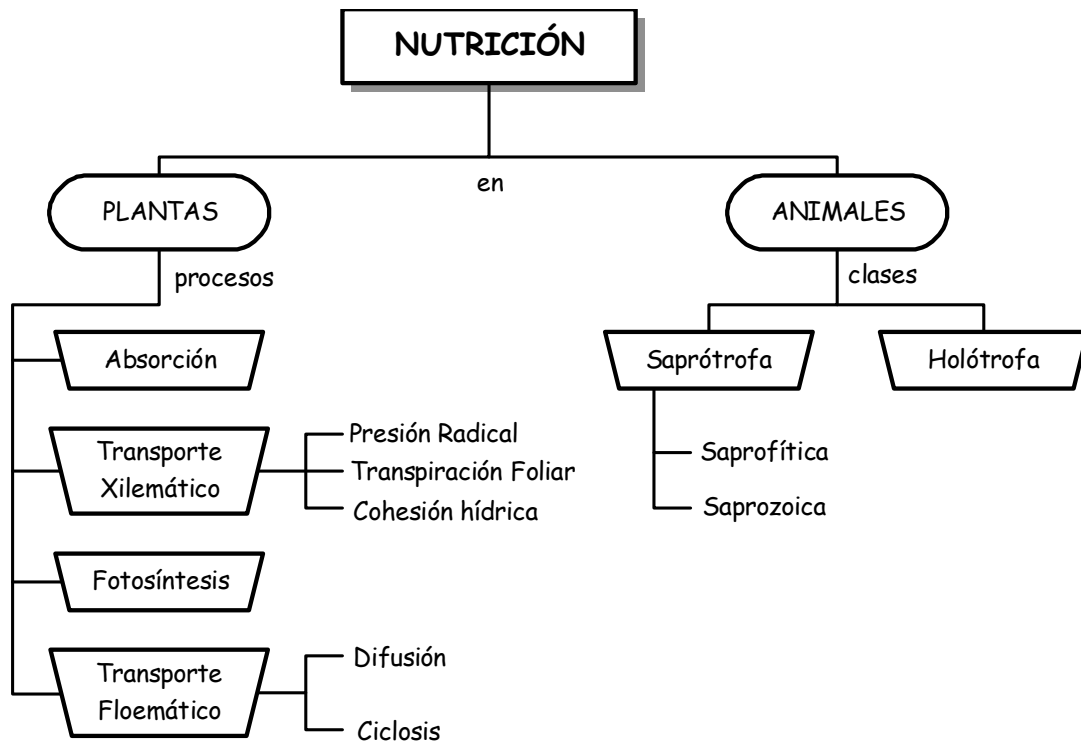 NUTRICIÓN
en
PLANTAS
ANIMALES
procesos
clases
Absorción
Transporte
Xilemático
Presión Radical
Transpiración Foliar
Cohesión hídrica
Fotosíntesis
Transporte
Floemático
Difusión
Ciclosis
Saprótrofa
Holótrofa
Saprofítica
Saprozoica